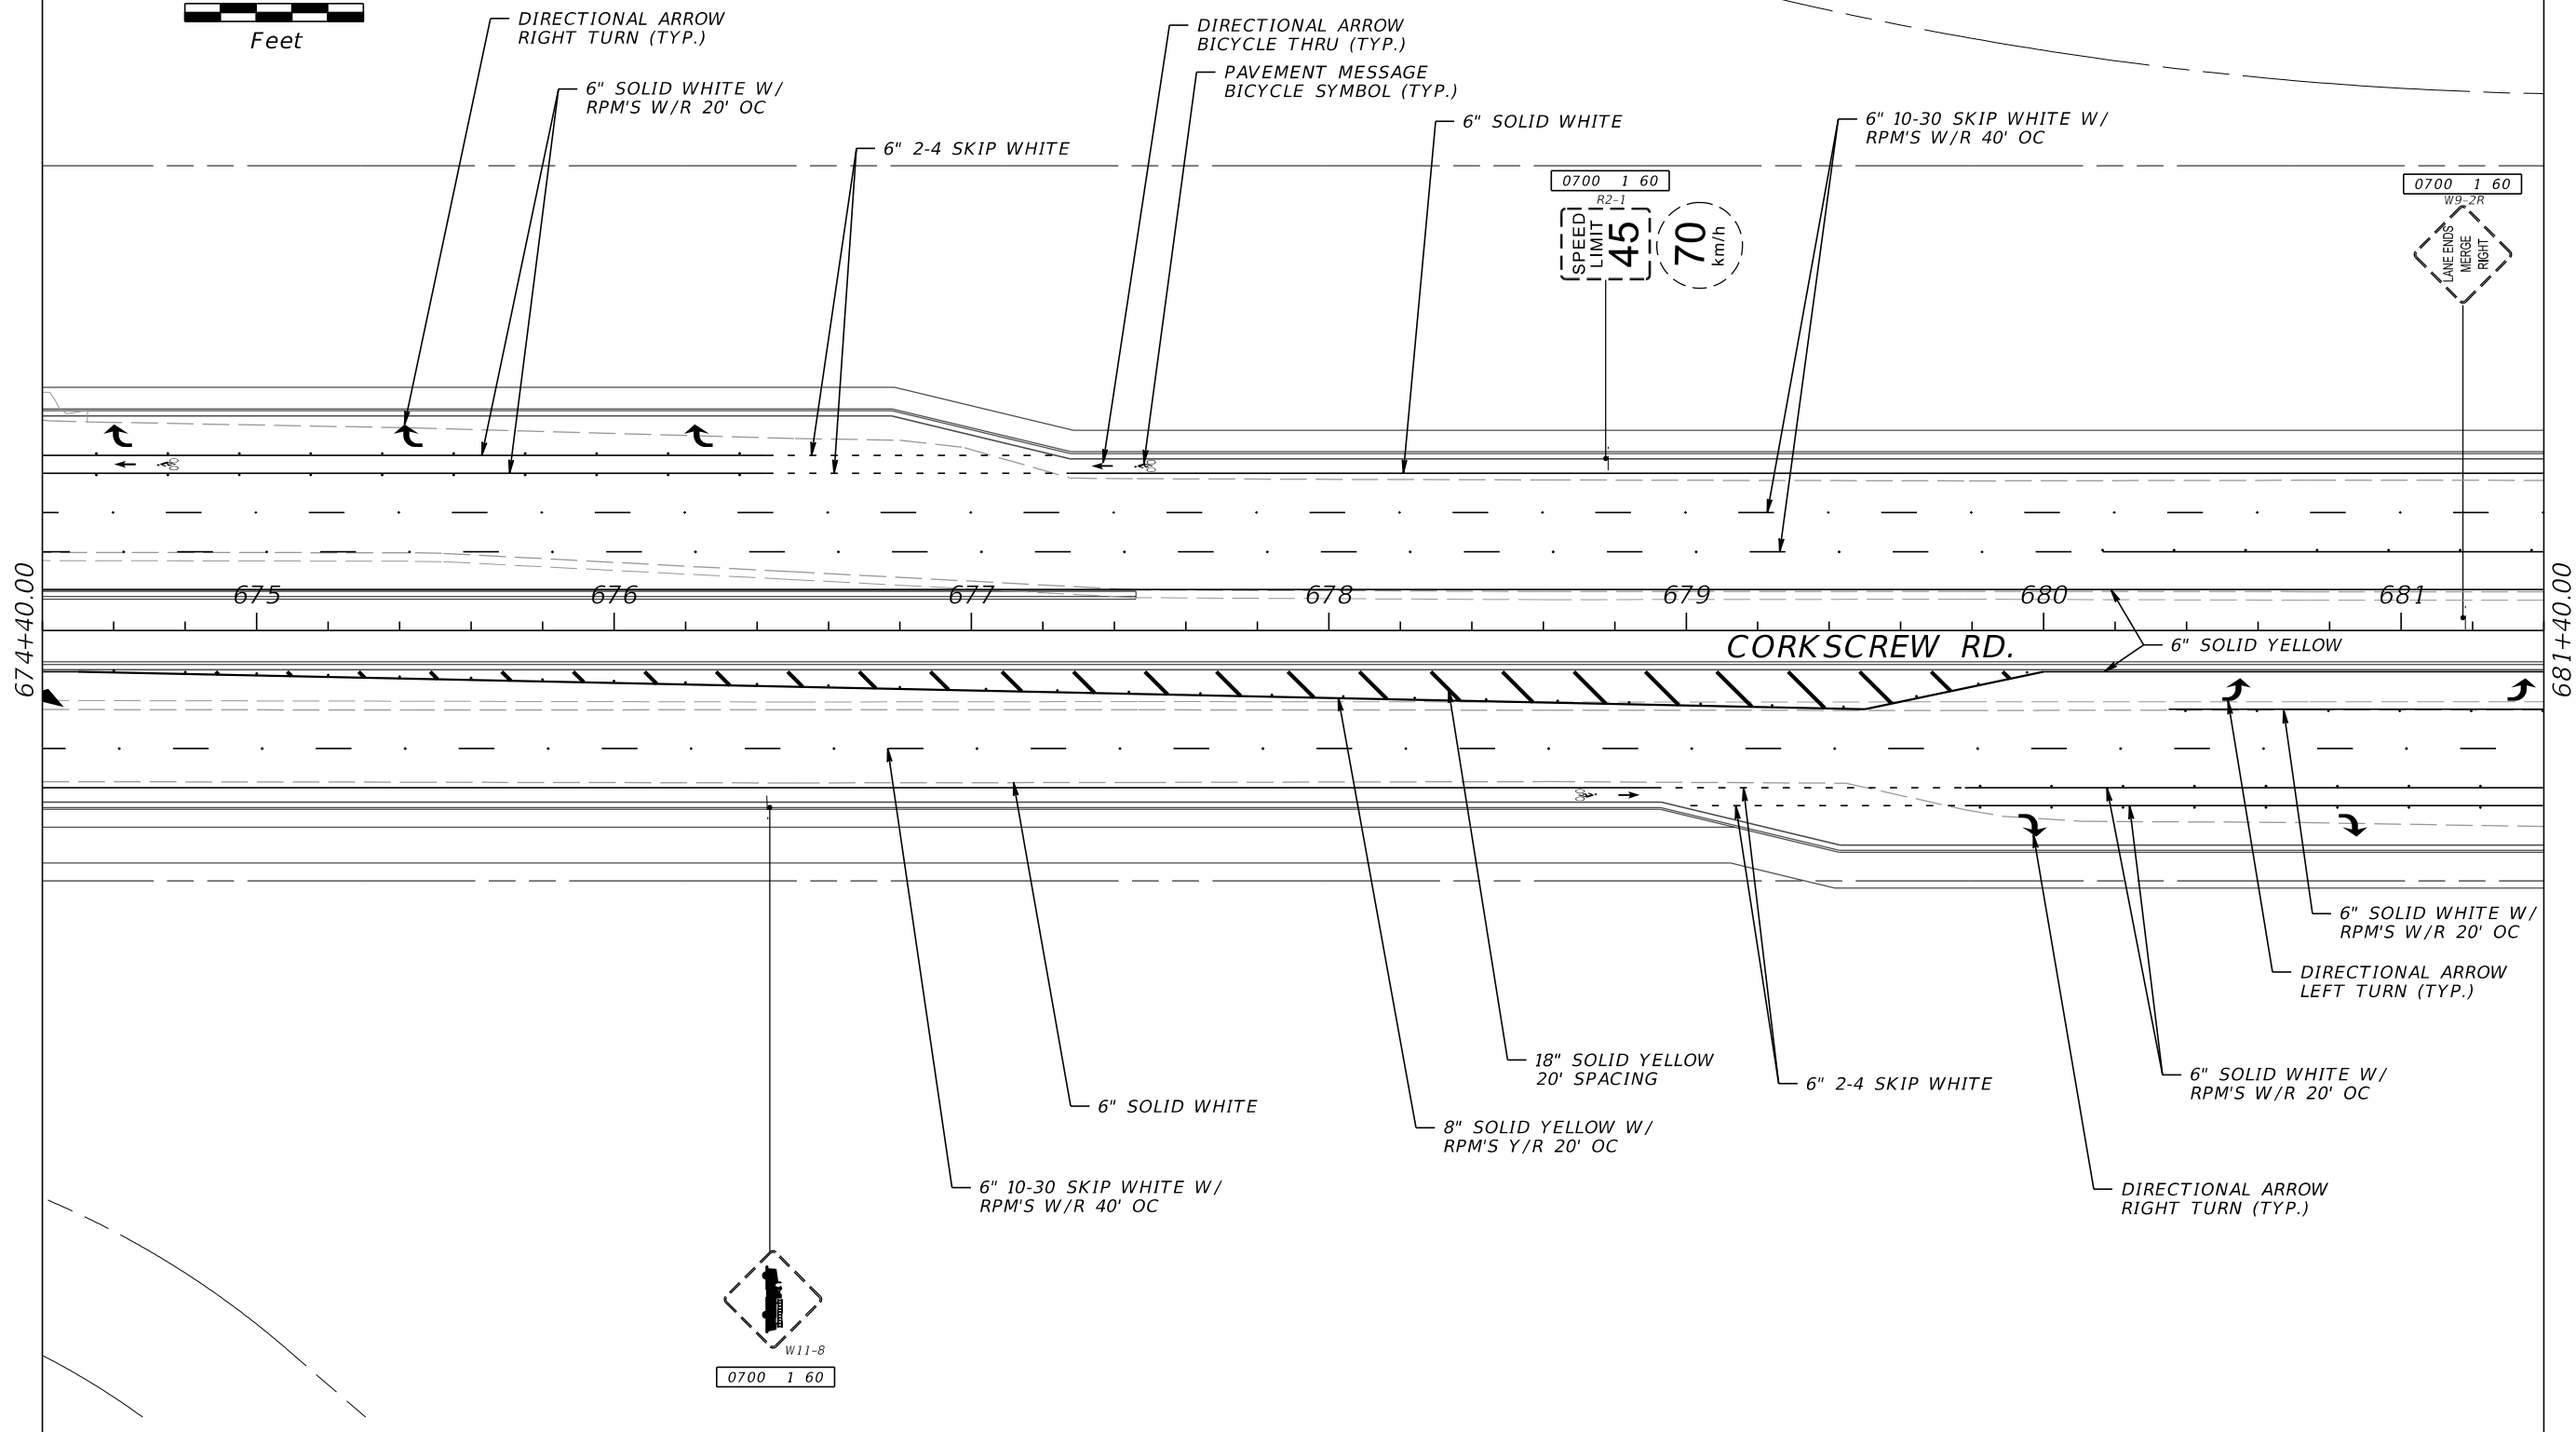 Feet
DIRECTIONAL ARROW
RIGHT TURN (TYP.)
6" SOLID WHITE W/
RPM'S W/R 20' OC
6" 2-4 SKIP WHITE
DIRECTIONAL ARROW
BICYCLE THRU (TYP.)
PAVEMENT MESSAGE
BICYCLE SYMBOL (TYP.)
6" SOLID WHITE
6" 10-30 SKIP WHITE W/
RPM'S W/R 40' OC
0700 1 60
R2-1
SPEED
LIMIT
45
70
km/h
0700 1 60
W9-2R
LANE ENDS
MERGE
RIGHT
674+40.00
675
676
677
678
679
680
681
681+40.00
CORKSCREW RD.
6" SOLID YELLOW
6" SOLID WHITE W/
RPM'S W/R 20' OC
DIRECTIONAL ARROW
LEFT TURN (TYP.)
18" SOLID YELLOW
20' SPACING
6" 2-4 SKIP WHITE
6" SOLID WHITE W/
RPM'S W/R 20' OC
6" SOLID WHITE
8" SOLID YELLOW W/
RPM'S Y/R 20' OC
6" 10-30 SKIP WHITE W/
RPM'S W/R 40' OC
DIRECTIONAL ARROW
RIGHT TURN (TYP.)
W11-8
0700 1 60